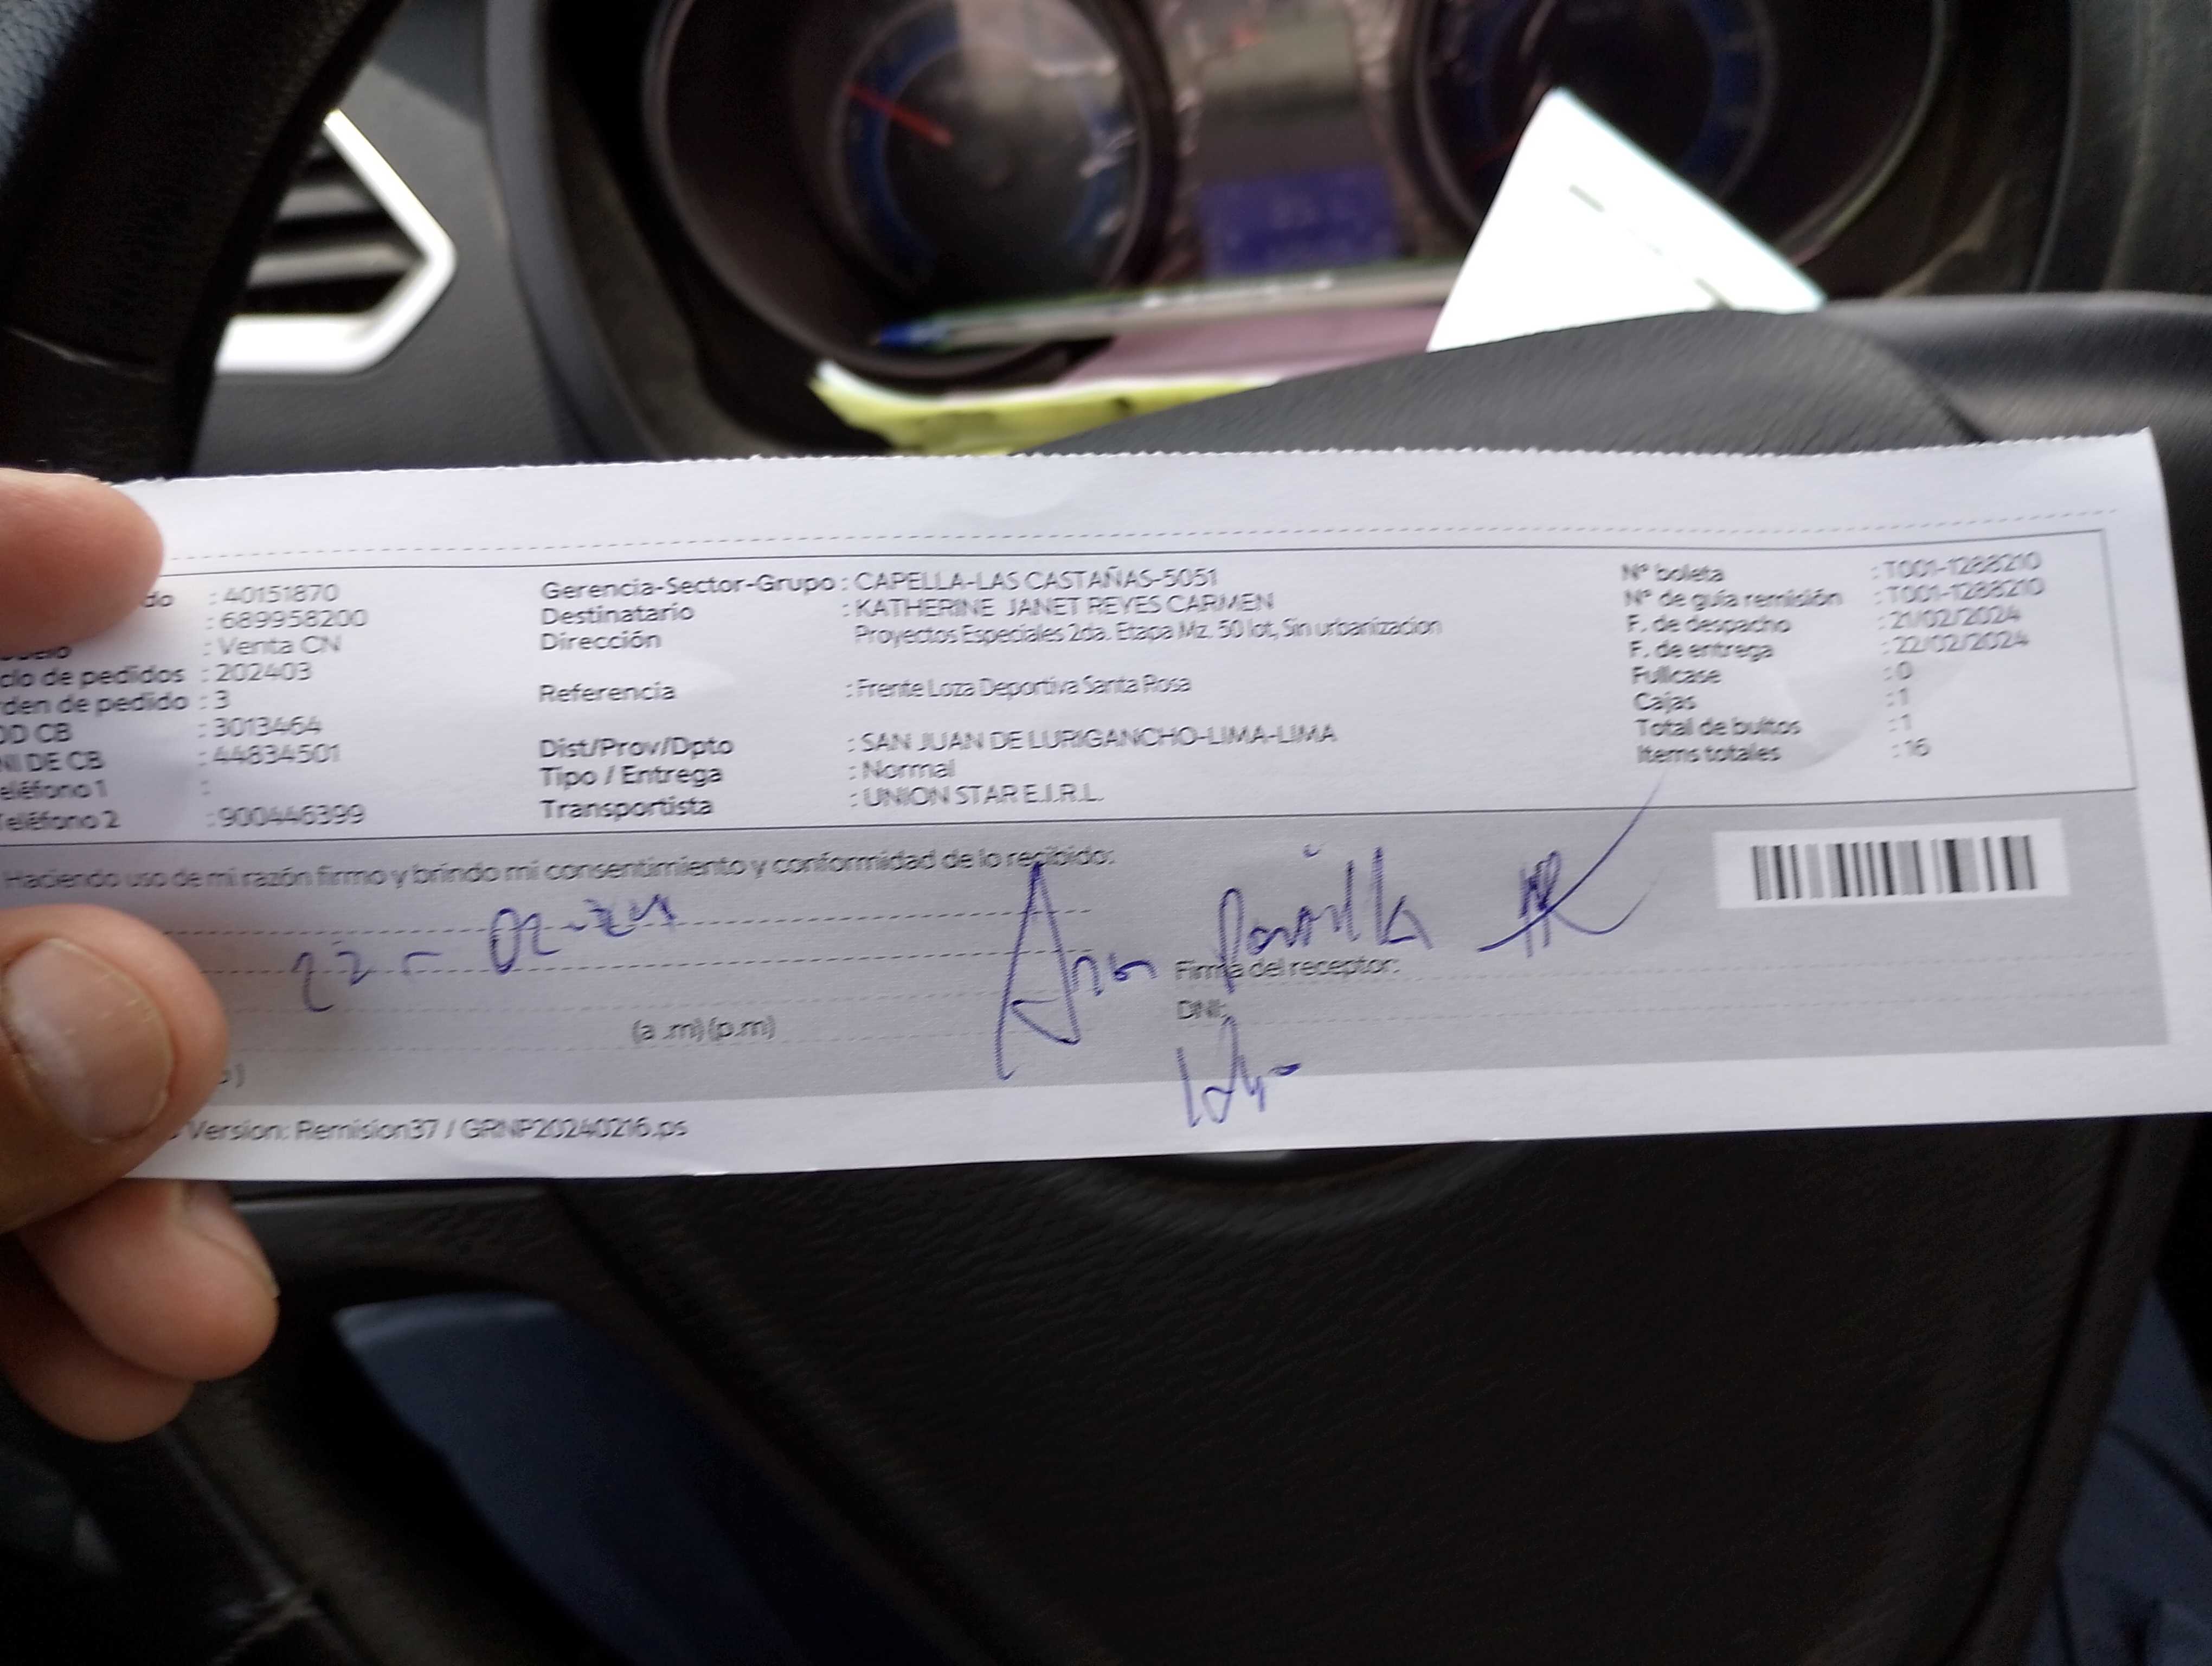 do : 40151870
: 689958200
: Venta CN
clo de pedidos : 202403
rden de pedido : 3
OD CB : 3013464
NI DE CB : 44834501
eléfono 1 :
Teléfono 2 : 900446399
Gerencia-Sector-Grupo : CAPELLA-LAS CASTAÑAS-5051
Destinatario : KATHERINE JANET REYES CARMEN
Dirección Proyectos Especiales 2da. Etapa Mz. 50 lot, Sin urbanizacion
Referencia : Frente Loza Deportiva Santa Rosa
Dist/Prov/Dpto : SAN JUAN DE LURIGANCHO-LIMA-LIMA
Tipo / Entrega : Normal
Transportista : UNION STAR E.I.R.L.
Nº boleta : T001-1288210
Nº de guía remisión : T001-1288210
F. de despacho : 21/02/2024
F. de entrega : 22/02/2024
Fullcase : 0
Cajas : 1
Total de bultos : 1
Items totales : 16
Haciendo uso de mi razón firmo y brindo mi consentimiento y conformidad de lo recibido:
22 - 02-24
Firma del receptor:
DNI:
(a .m) (p.m)
Version: Remision37 / GRNP20240216.ps